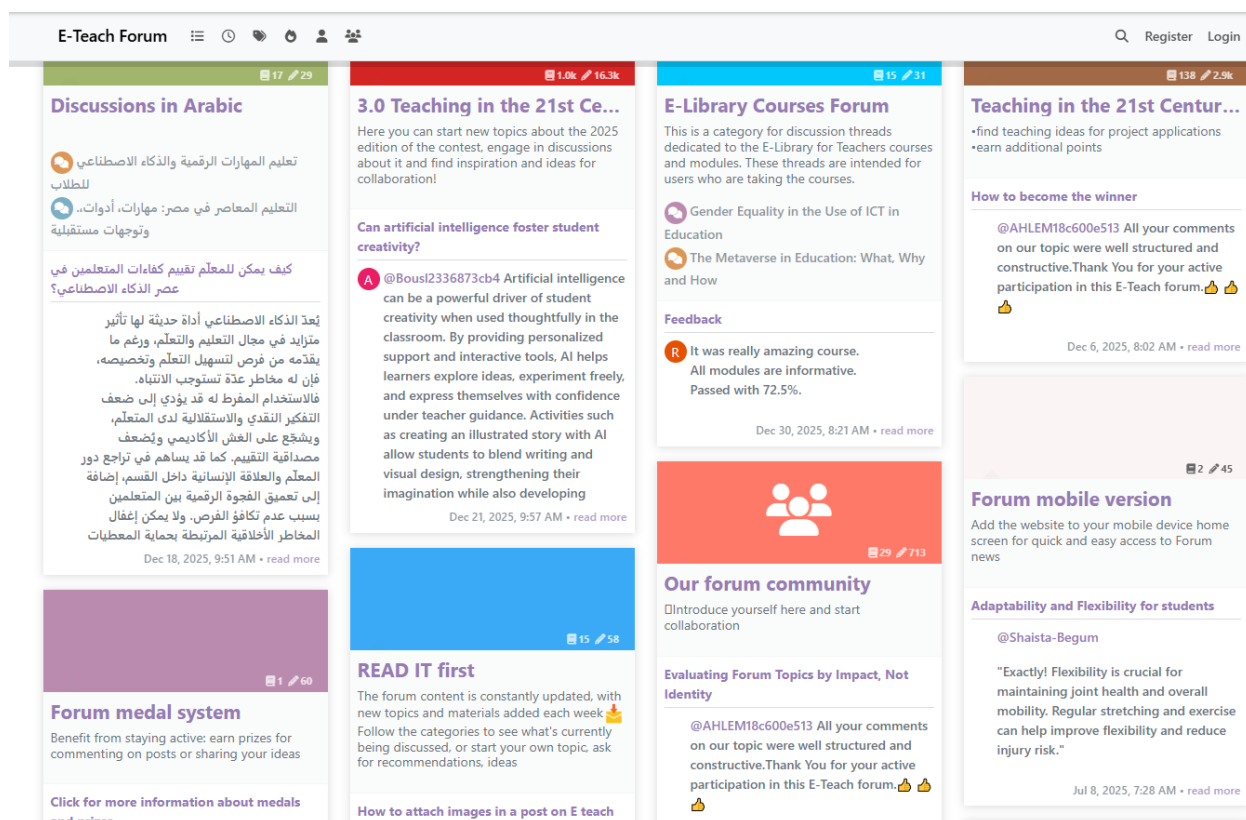 E-Teach Forum
Register Login
17 29
Discussions in Arabic
تعليم المهارات الرقمية والذكاء الاصطناعي
للطلاب
التعليم المعاصر في مصر: مهارات، أدوات،.
وتوجهات مستقبلية
كيف يمكن للمعلّم تقييم كفاءات المتعلمين في
عصر الذكاء الاصطناعي؟
يُعدّ الذكاء الاصطناعي أداة حديثة لها تأثير
متزايد في مجال التعليم والتعلّم، ورغم ما
يقدّمه من فرص لتسهيل التعلّم وتخصيصه،
فإن له مخاطر عدّة تستوجب الانتباه.
فالاستخدام المفرط له قد يؤدي إلى ضعف
التفكير النقدي والاستقلالية لدى المتعلّم،
ويشجّع على الغش الأكاديمي ويُضعف
مصداقية التقييم. كما قد يساهم في تراجع دور
المعلّم والعلاقة الإنسانية داخل القسم، إضافة
إلى تعميق الفجوة الرقمية بين المتعلمين
بسبب عدم تكافؤ الفرص. ولا يمكن إغفال
المخاطر الأخلاقية المرتبطة بحماية المعطيات
Dec 18, 2025, 9:51 AM • read more
1 60
Forum medal system
Benefit from staying active: earn prizes for
commenting on posts or sharing your ideas
Click for more information about medals
1.0k 16.3k
3.0 Teaching in the 21st Ce...
Here you can start new topics about the 2025
edition of the contest, engage in discussions
about it and find inspiration and ideas for
collaboration!
Can artificial intelligence foster student
creativity?
A @Bousl2336873cb4 Artificial intelligence
can be a powerful driver of student
creativity when used thoughtfully in the
classroom. By providing personalized
support and interactive tools, AI helps
learners explore ideas, experiment freely,
and express themselves with confidence
under teacher guidance. Activities such
as creating an illustrated story with AI
allow students to blend writing and
visual design, strengthening their
imagination while also developing
Dec 21, 2025, 9:57 AM • read more
15 58
READ IT first
The forum content is constantly updated, with
new topics and materials added each week📥
Follow the categories to see what's currently
being discussed, or start your own topic, ask
for recommendations, ideas
How to attach images in a post on E teach
15 31
E-Library Courses Forum
This is a category for discussion threads
dedicated to the E-Library for Teachers courses
and modules. These threads are intended for
users who are taking the courses.
Gender Equality in the Use of ICT in
Education
The Metaverse in Education: What, Why
and How
Feedback
R It was really amazing course.
All modules are informative.
Passed with 72.5%.
Dec 30, 2025, 8:21 AM • read more
29 713
Our forum community
Introduce yourself here and start
collaboration
Evaluating Forum Topics by Impact, Not
Identity
@AHLEM18c600e513 All your comments
on our topic were well structured and
constructive.Thank You for your active
participation in this E-Teach forum.👍 👍
👍
138 2.9k
Teaching in the 21st Centur...
•find teaching ideas for project applications
•earn additional points
How to become the winner
@AHLEM18c600e513 All your comments
on our topic were well structured and
constructive.Thank You for your active
participation in this E-Teach forum.👍 👍
👍
Dec 6, 2025, 8:02 AM • read more
2 45
Forum mobile version
Add the website to your mobile device home
screen for quick and easy access to Forum
news
Adaptability and Flexibility for students
@Shaista-Begum
"Exactly! Flexibility is crucial for
maintaining joint health and overall
mobility. Regular stretching and exercise
can help improve flexibility and reduce
injury risk."
Jul 8, 2025, 7:28 AM • read more